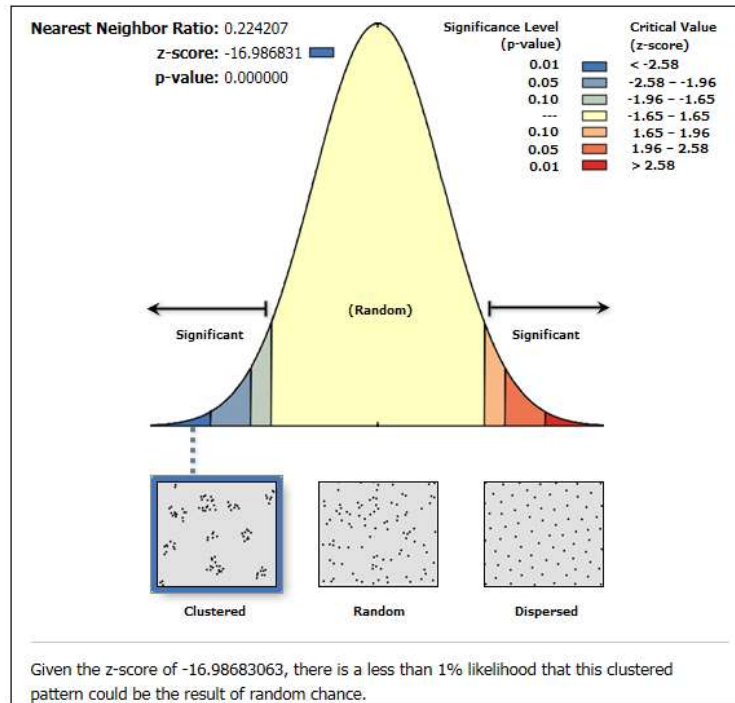 Nearest Neighbor Ratio: 0.224207
z-score: -16.986831
p-value: 0.000000
Significance Level
(p-value)
Critical Value
(z-score)
0.01 < -2.58
0.05 -2.58 – -1.96
0.10 -1.96 – -1.65
--- -1.65 – 1.65
0.10 1.65 – 1.96
0.05 1.96 – 2.58
0.01 > 2.58
(Random)
Significant
Significant
Clustered
Random
Dispersed
Given the z-score of -16.98683063, there is a less than 1% likelihood that this clustered
pattern could be the result of random chance.